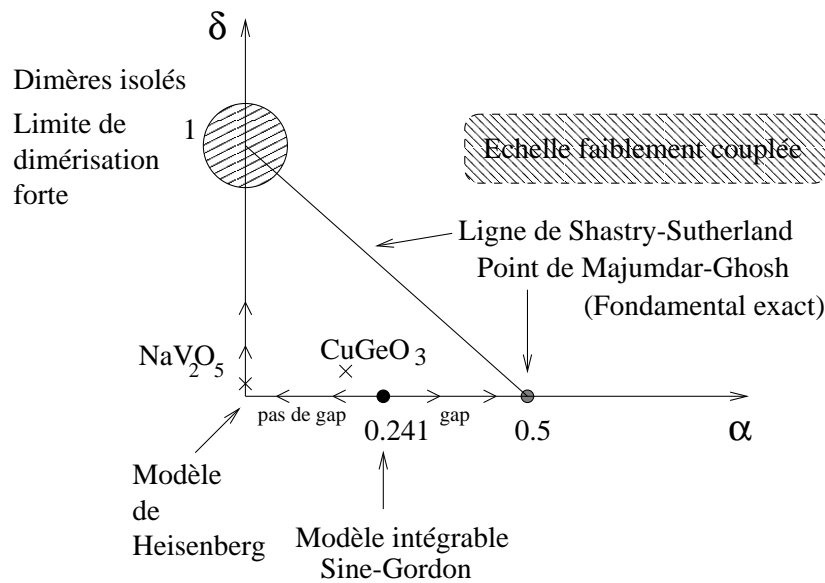 δ
Dimères isolés
Limite de
dimérisation
forte
1
Echelle faiblement couplée
Ligne de Shastry-Sutherland
Point de Majumdar-Ghosh
(Fondamental exact)
NaV2O5
CuGeO3
pas de gap
gap
0.241
0.5
α
Modèle
de
Heisenberg
Modèle intégrable
Sine-Gordon